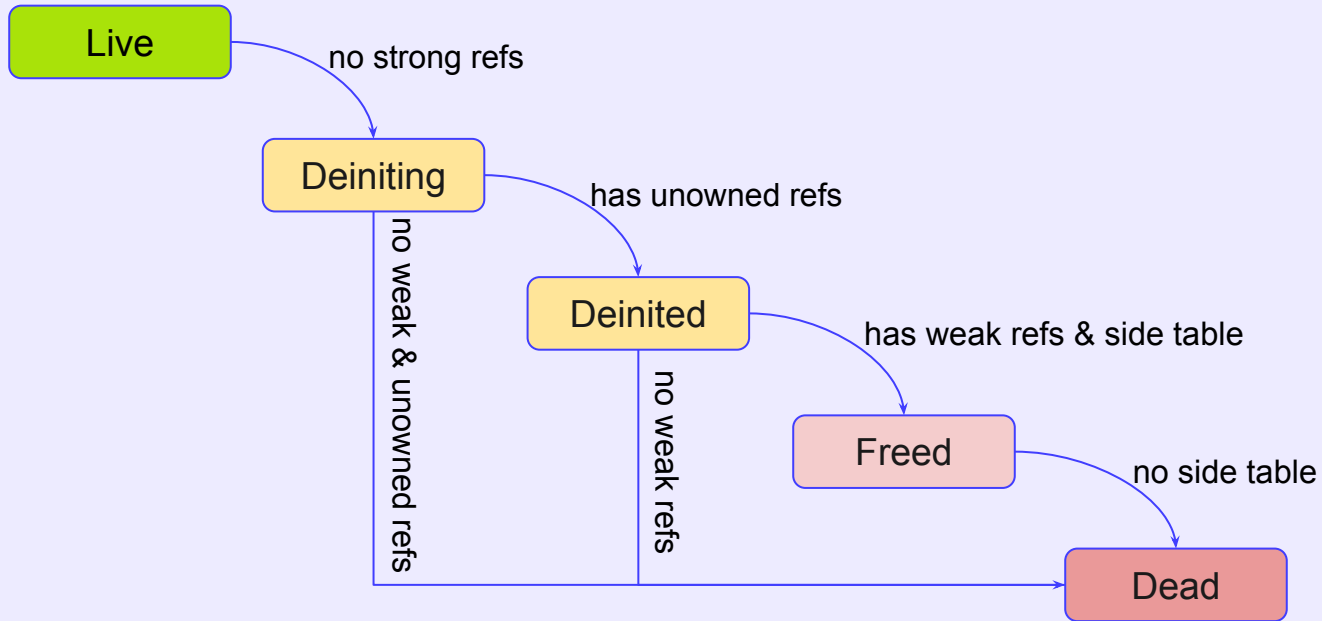 Live
no strong refs
Deiniting
has unowned refs
no weak & unowned refs
Deinited
has weak refs & side table
no weak refs
Freed
no side table
Dead